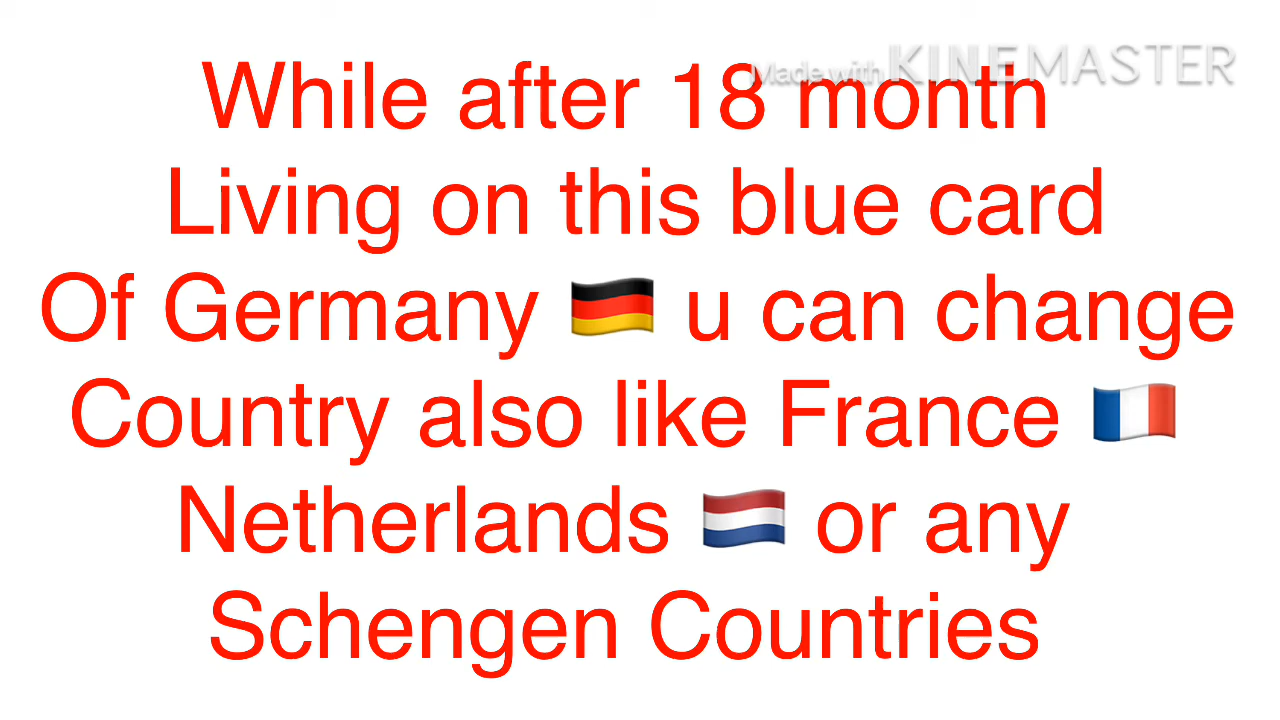 Made with KINEMASTER
While after 18 month
Living on this blue card
Of Germany 🇩🇪 u can change
Country also like France 🇫🇷
Netherlands 🇳🇱 or any
Schengen Countries